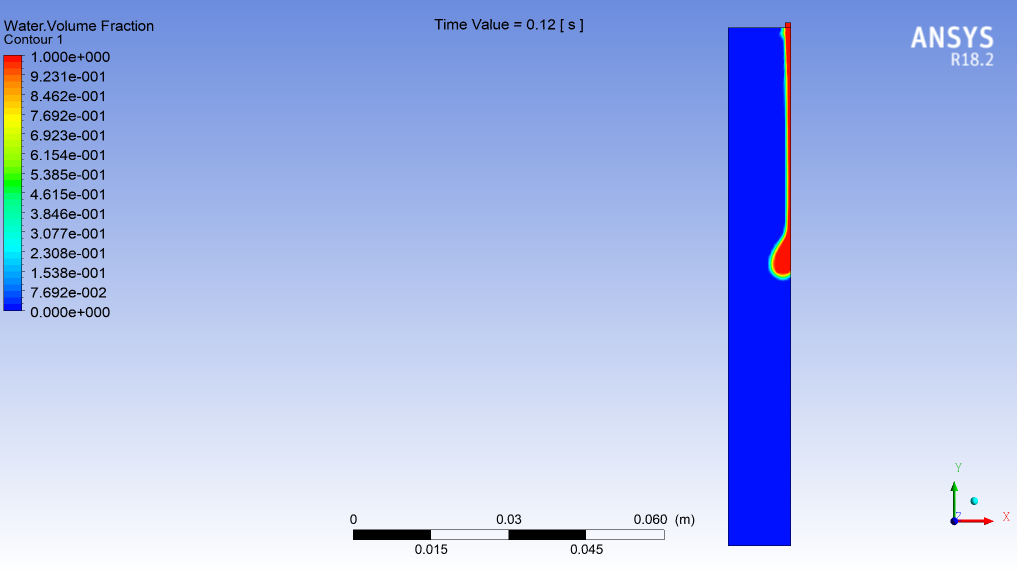 Water.Volume Fraction
Contour 1
Time Value = 0.12 [ s ]
ANSYS
R18.2
1.000e+000
9.231e-001
8.462e-001
7.692e-001
6.923e-001
6.154e-001
5.385e-001
4.615e-001
3.846e-001
3.077e-001
2.308e-001
1.538e-001
7.692e-002
0.000e+000
0 0.03 0.060 (m)
0.015 0.045
Y
Z
X